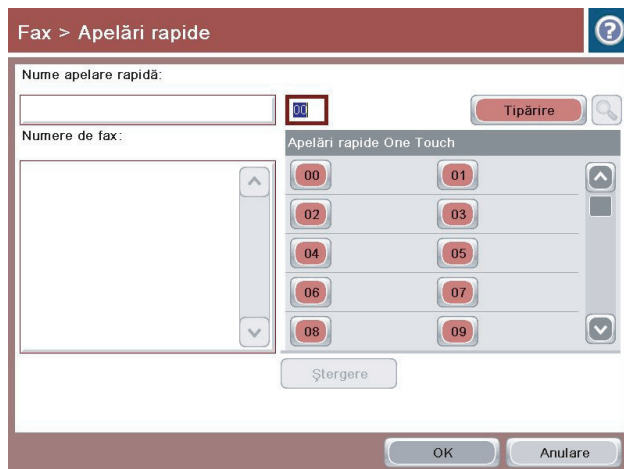 Fax > Apelări rapide
?
Nume apelare rapidă:
00
Tipărire
Numere de fax:
Apelări rapide One Touch
00 01
02 03
04 05
06 07
08 09
Ştergere
OK Anulare